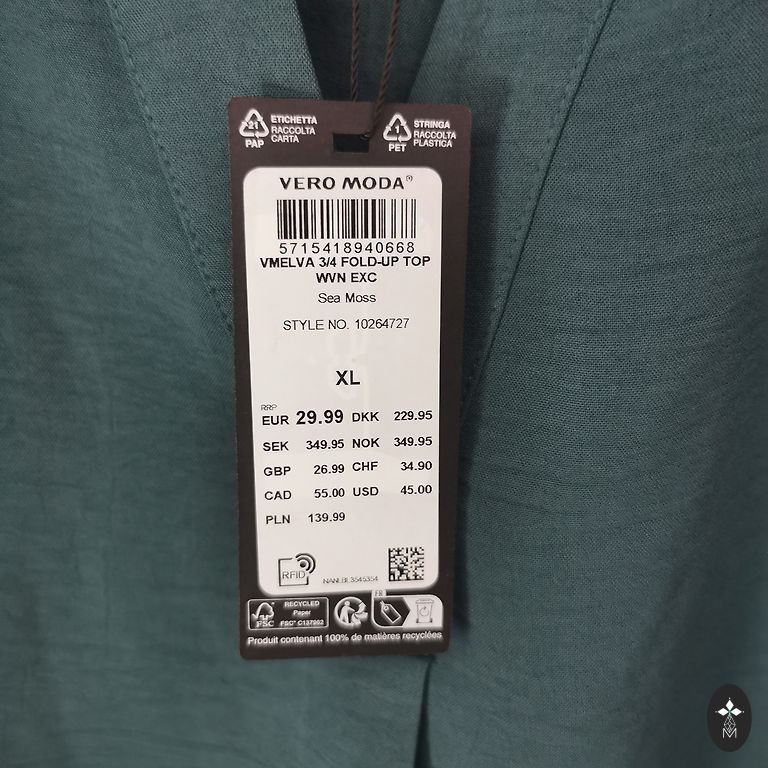 21
PAP
ETICHETTA
RACCOLTA
CARTA
1
PET
STRINGA
RACCOLTA
PLASTICA
VERO MODA®
5715418940668
VMELVA 3/4 FOLD-UP TOP
WVN EXC
Sea Moss
STYLE NO. 10264727
XL
RRP
EUR 29.99 DKK 229.95
SEK 349.95 NOK 349.95
GBP 26.99 CHF 34.90
CAD 55.00 USD 45.00
PLN 139.99
RFID
FR
FSC
RECYCLED
Paper
Produit contenant 100% de matières recyclées
M